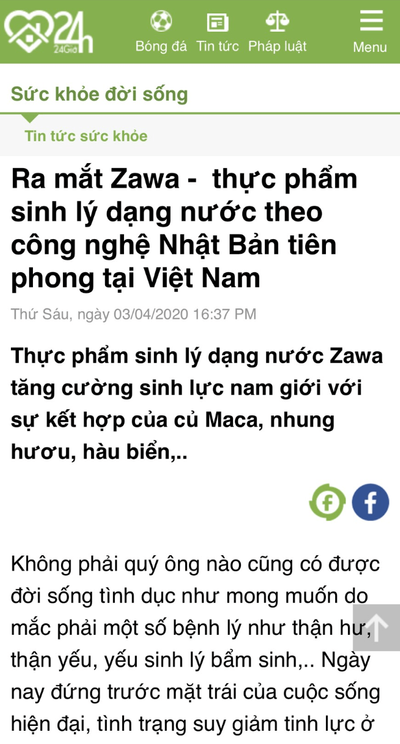 24h
24Giờ
Bóng đá
Tin tức
Pháp luật
Menu
Sức khỏe đời sống
Tin tức sức khỏe
Ra mắt Zawa - thực phẩm
sinh lý dạng nước theo
công nghệ Nhật Bản tiên
phong tại Việt Nam
Thứ Sáu, ngày 03/04/2020 16:37 PM
Thực phẩm sinh lý dạng nước Zawa
tăng cường sinh lực nam giới với
sự kết hợp của củ Maca, nhung
hươu, hàu biển,..
Không phải quý ông nào cũng có được
đời sống tình dục như mong muốn do
mắc phải một số bệnh lý như thận hư,
thận yếu, yếu sinh lý bẩm sinh,.. Ngày
nay đứng trước mặt trái của cuộc sống
hiện đại, tình trạng suy giảm tinh lực ở